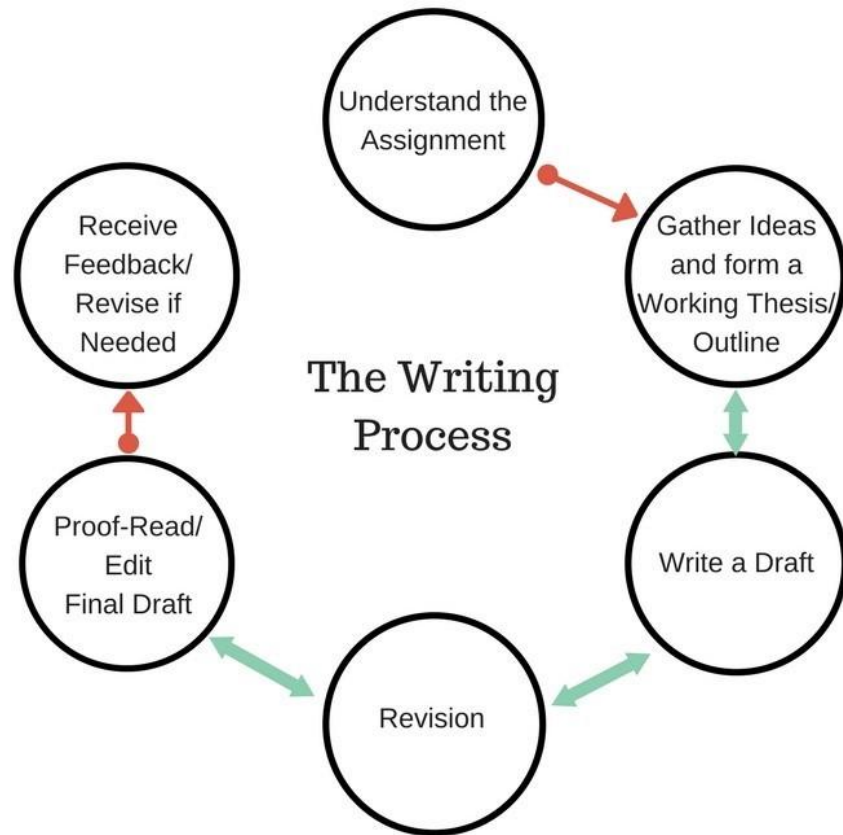 Understand the
Assignment
Gather Ideas
and form a
Working Thesis/
Outline
Write a Draft
Revision
Proof-Read/
Edit
Final Draft
Receive
Feedback/
Revise if
Needed
The Writing
Process